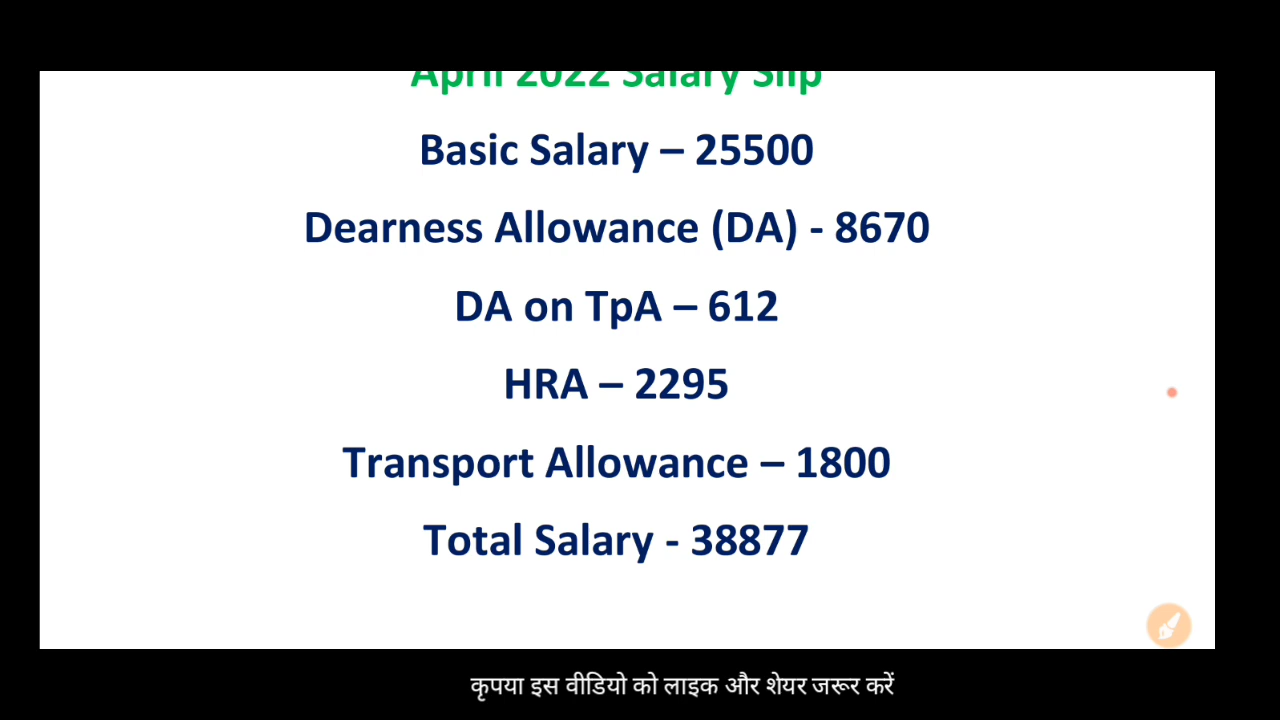 April 2022 Salary Slip
Basic Salary – 25500
Dearness Allowance (DA) - 8670
DA on TpA – 612
HRA – 2295
Transport Allowance – 1800
Total Salary - 38877
कृपया इस वीडियो को लाइक और शेयर जरूर करें